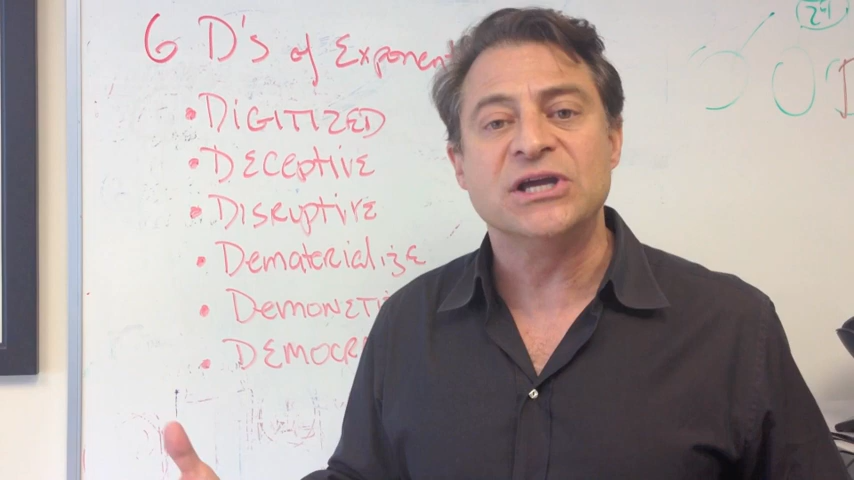 6 D's of Exponent
• DIGITIZED
• Deceptive
• Disruptive
• Dematerialize
• DEMONETI
• DEMOCR